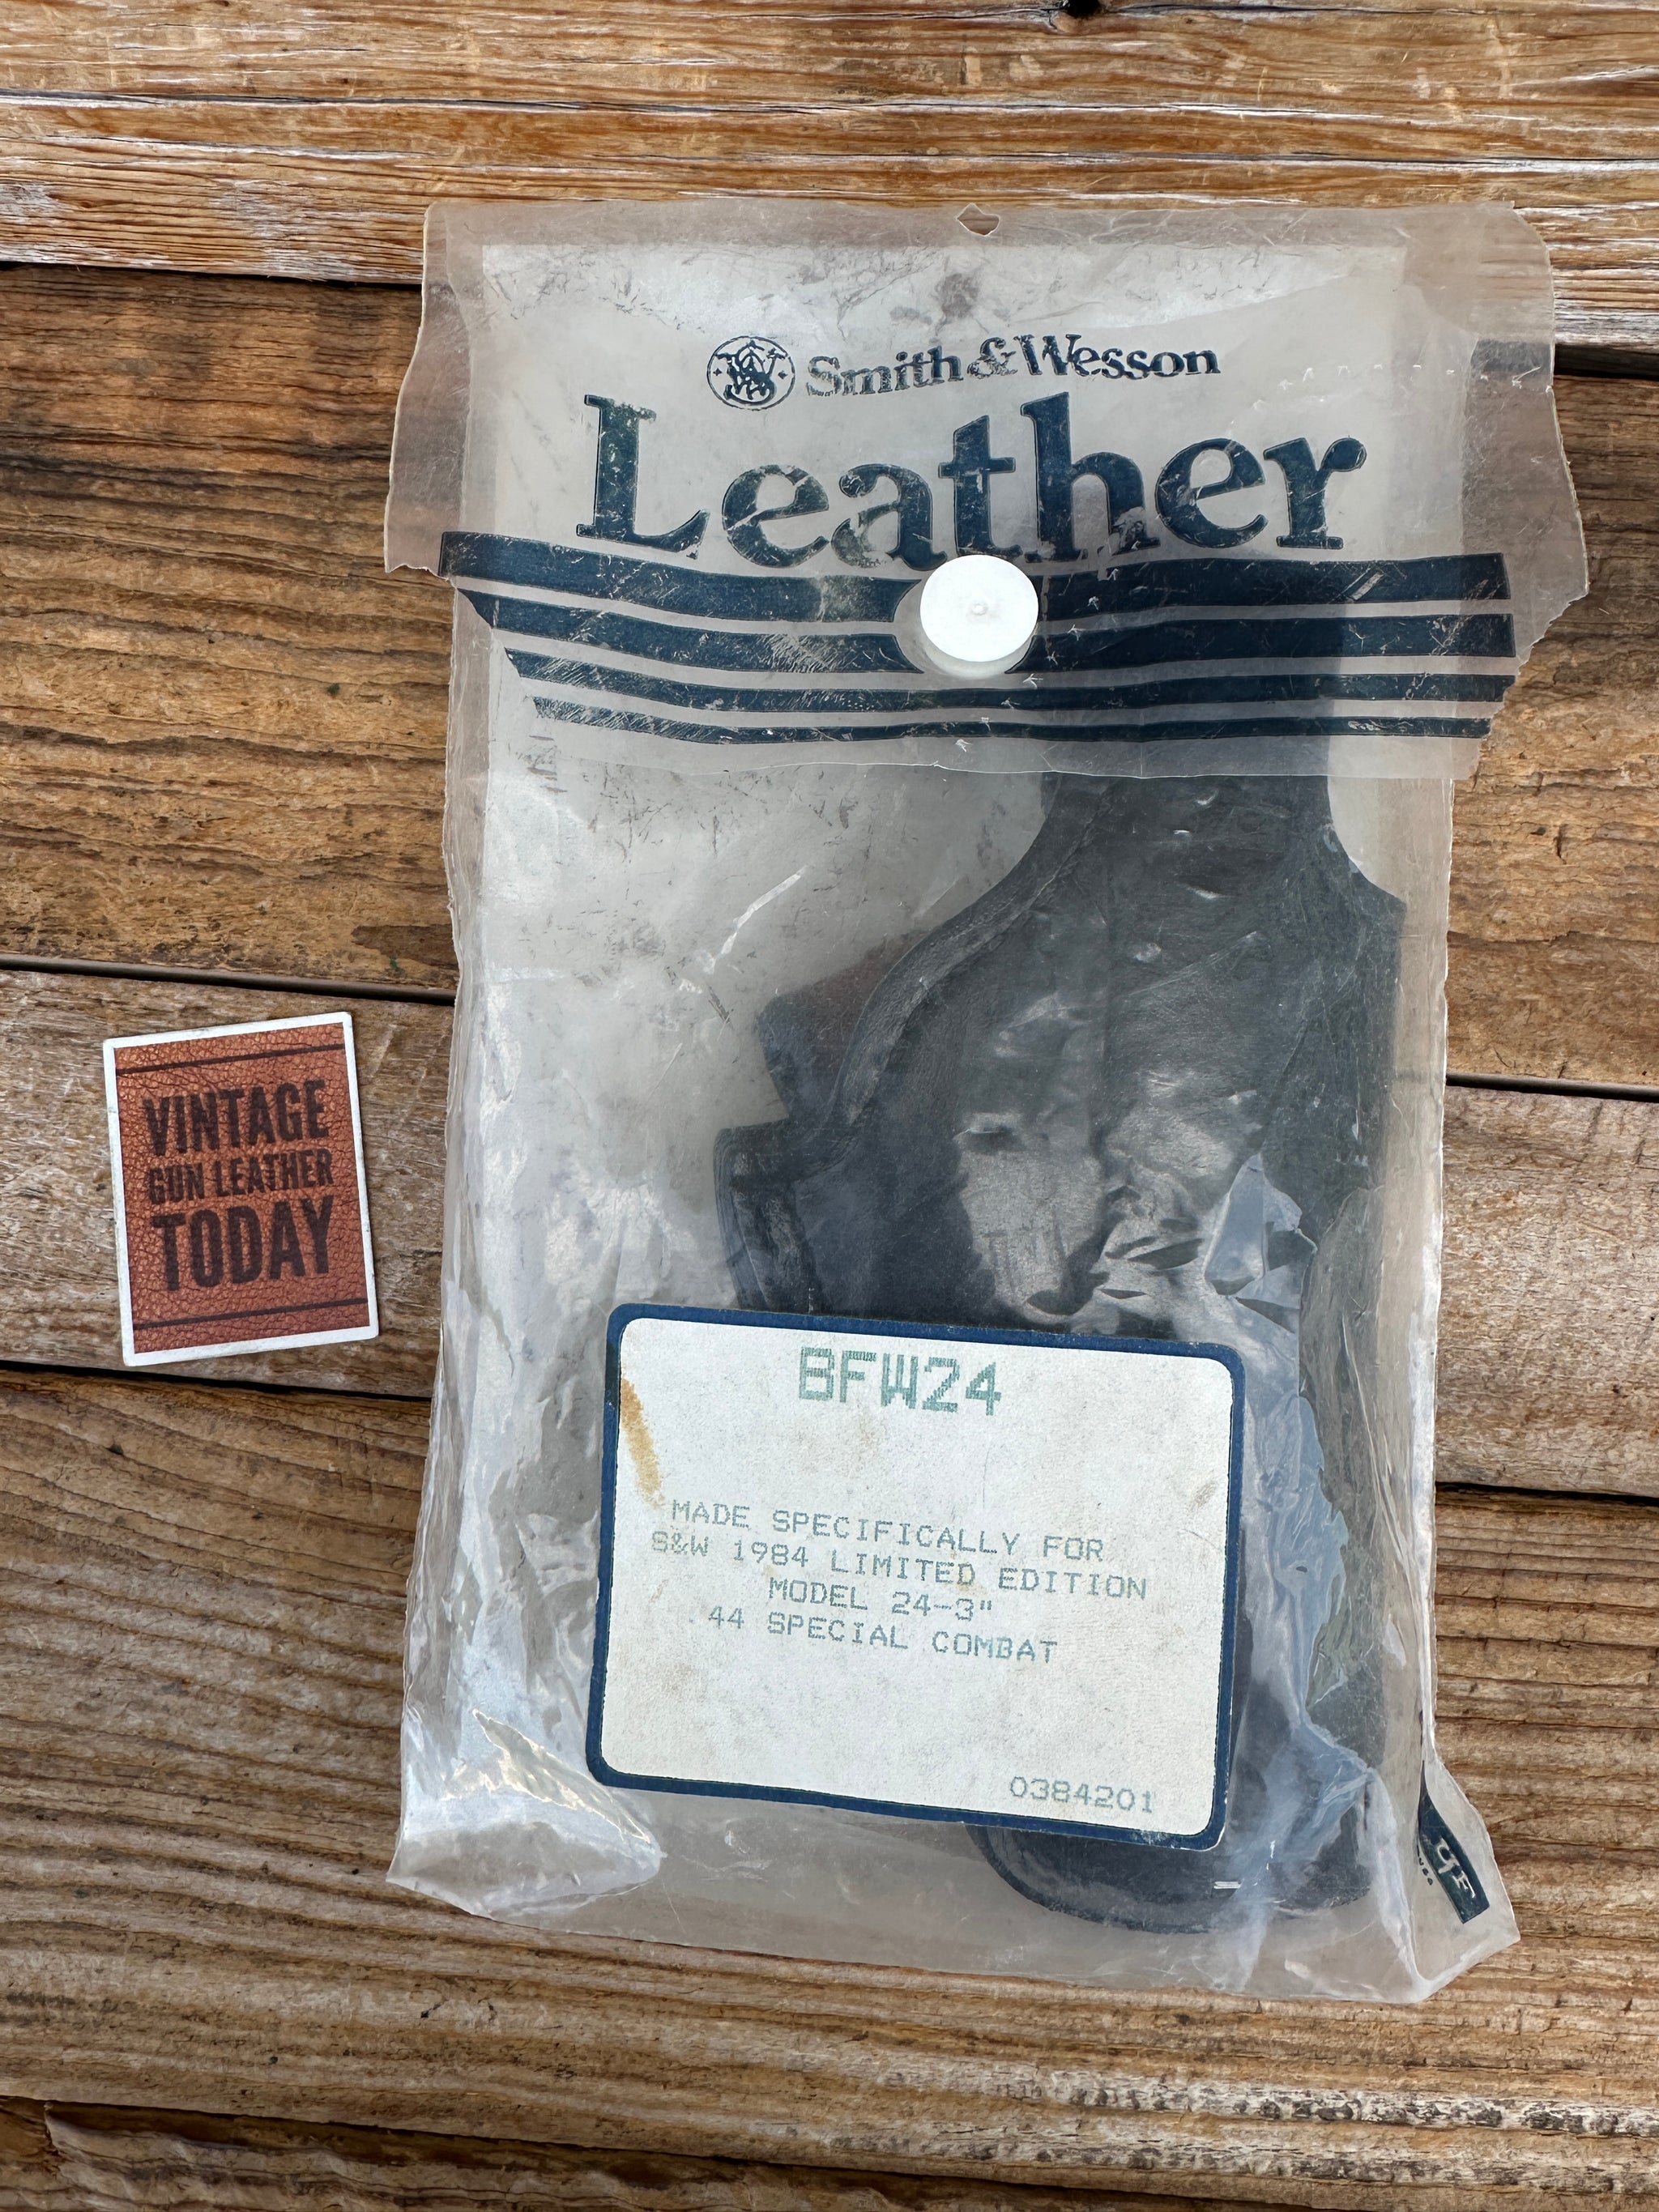 Smith & Wesson
Leather
VINTAGE
GUN LEATHER
TODAY
BFW24
MADE SPECIFICALLY FOR
S&W 1984 LIMITED EDITION
MODEL 24-3"
.44 SPECIAL COMBAT
0384201